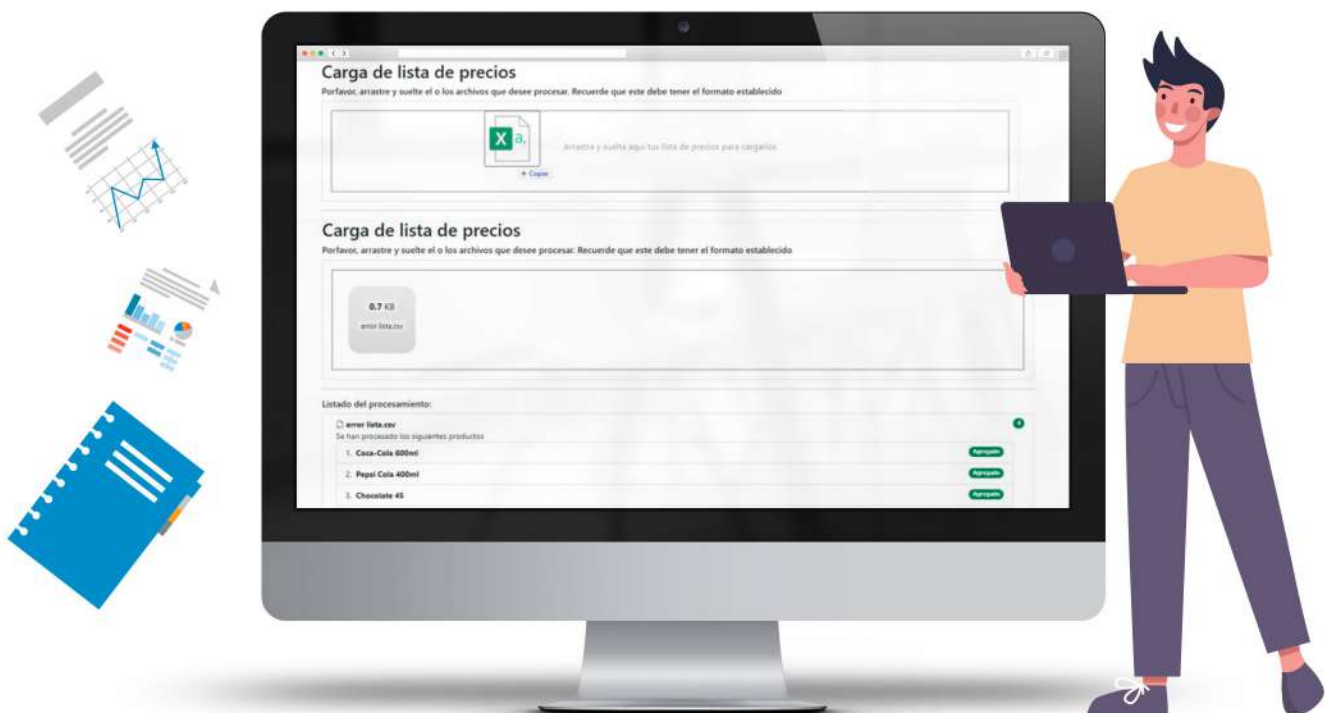 Carga de lista de precios
Porfavor, arrastre y suelte el o los archivos que desee procesar. Recuerde que este debe tener el formato establecido
X a,
Arrastra y suelta aquí tus lista de precios para cargarlos
+ Copiar
Carga de lista de precios
Porfavor, arrastre y suelte el o los archivos que desee procesar. Recuerde que este debe tener el formato establecido
0.7 KB
error lista.csv
Listado del procesamiento:
error lista.csv
Se han procesado los siguientes productos
1. Coca-Cola 600ml Agregado
2. Pepsi Cola 400ml Agregado
3. Chocolate 45 Agregado